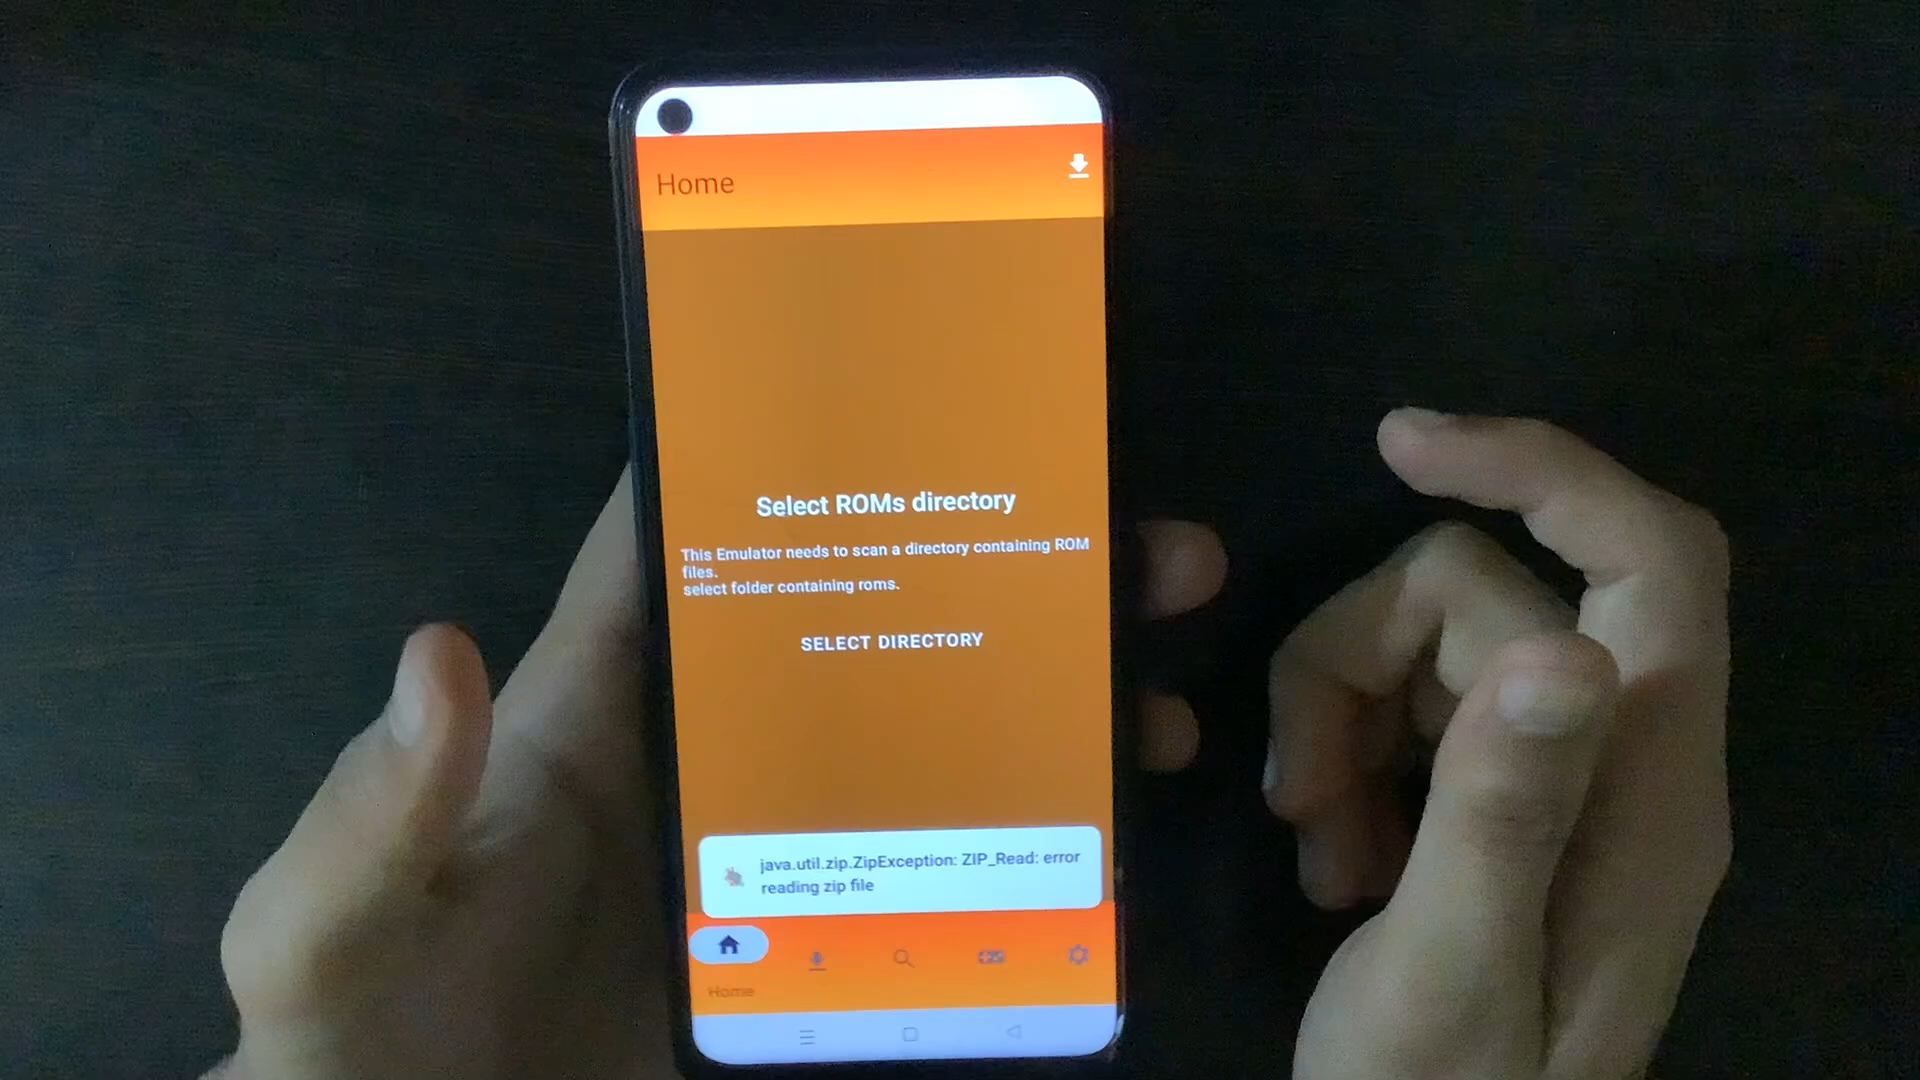 Home
Select ROMs directory
This Emulator needs to scan a directory containing ROM
files.
select folder containing roms.
SELECT DIRECTORY
java.util.zip.ZipException: ZIP_Read: error
reading zip file
Home